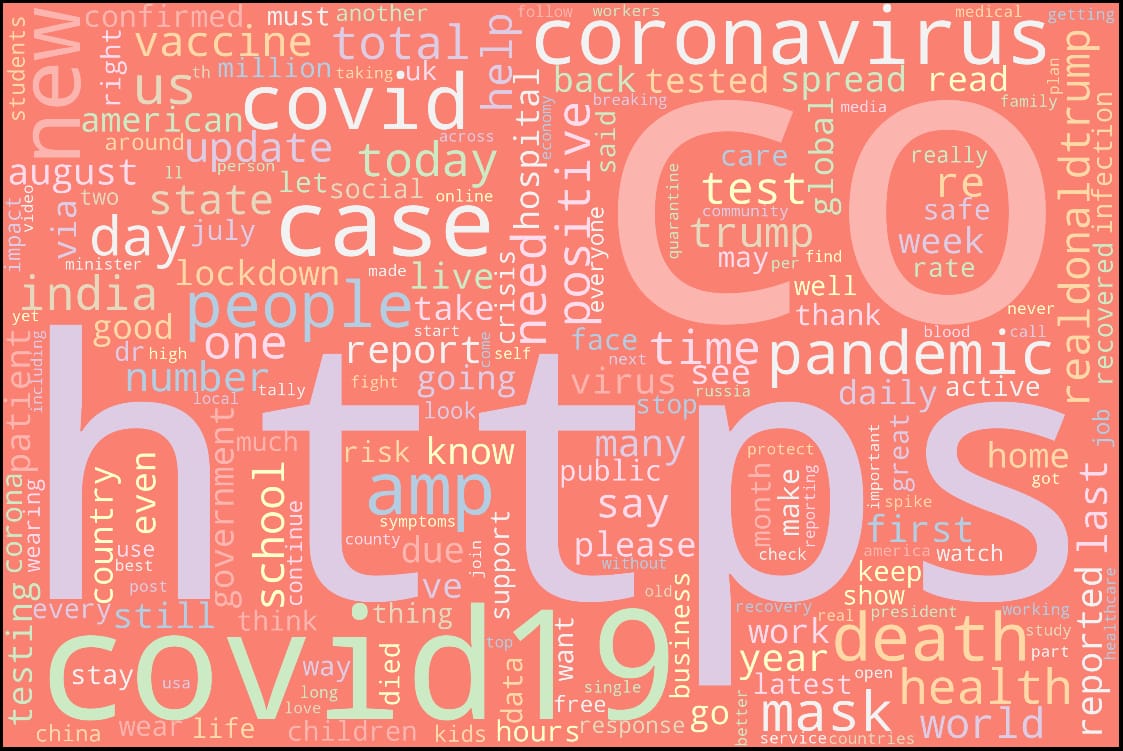 students
new
right
confirmed
must
another
follow
workers
medical
getting
vaccine
total
help
coronavirus
us
th
million
taking
uk
back
tested
spread
read
plan
covid
hospital
economy
breaking
media
family
realdonaldtrump
american
around
update
person
across
today
said
positive
CO
global
care
test
really
re
infection
august
ll
let
social
online
two
state
case
quarantine
community
safe
impact
video
via
day
july
everyone
trump
week
minister
lockdown
made
live
crisis
need
may
per
find
rate
recovered
india
people
take
well
yet
good
one
start
thank
never
dr
high
report
come
self
face
next
time
see
pandemic
blood
call
including
patient
number
tally
fight
going
virus
russia
daily
active
local
look
stop
job
https
government
much
risk
know
many
protect
important
great
home
corona
wearing
country
even
school
continue
amp
public
month
make
reporting
spike
got
last
symptoms
say
first
use
best
county
due
join
support
please
check
america
watch
post
ve
without
keep
reported
healthcare
every
still
think
thing
old
show
testing
covid19
business
recovery
real
president
working
top
want
work
death
study
part
stay
usa
way
long
love
died
data
single
free
year
latest
open
health
china
wear
life
children
kids
hours
response
go
better
mask
service
countries
world